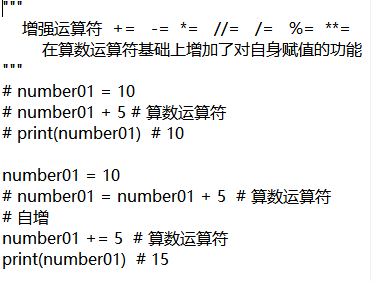 """
增强运算符 += -= *= //= /= %= **=
在算数运算符基础上增加了对自身赋值的功能
"""
# number01 = 10
# number01 + 5 # 算数运算符
# print(number01) # 10
number01 = 10
# number01 = number01 + 5 # 算数运算符
# 自增
number01 += 5 # 算数运算符
print(number01) # 15